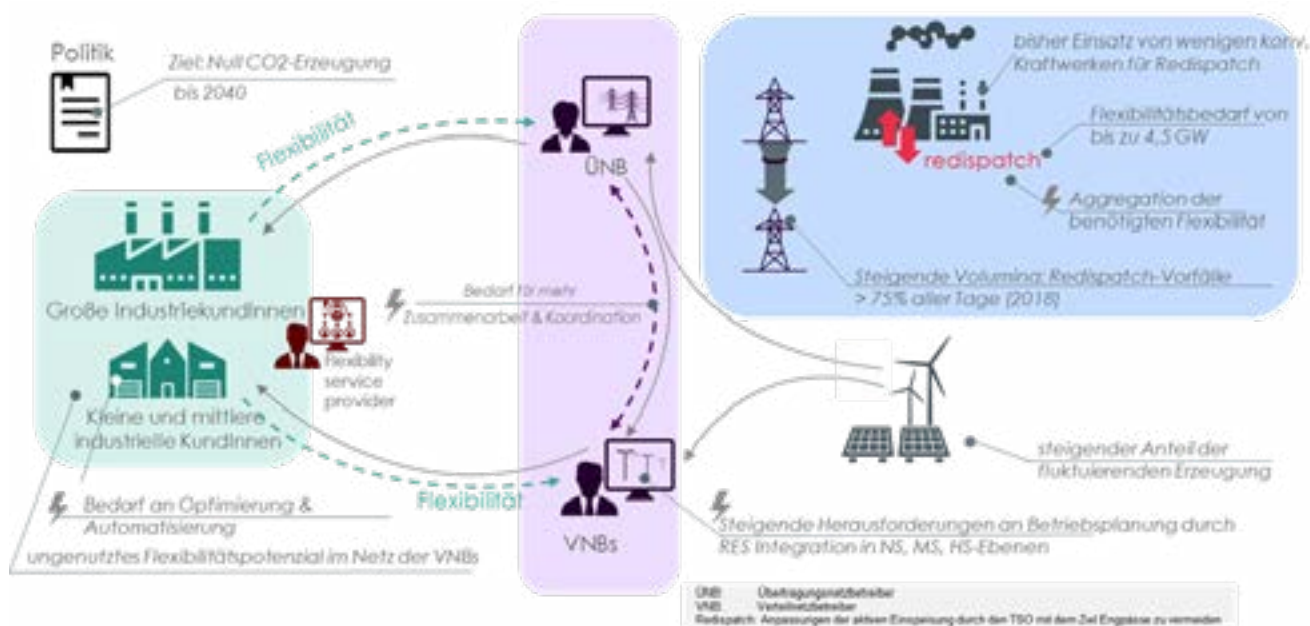 Politik
Ziel: Null CO2-Erzeugung
bis 2040
Flexibilität
ÜNB
bisher Einsatz von wenigen konv.
Kraftwerken für Redispatch
Flexibilitätsbedarf von
bis zu 4,5 GW
redispatch
Aggregation der
benötigten Flexibilität
Steigende Volumina: Redispatch-Vorfälle
> 75% aller Tage (2018)
Große IndustriekundInnen
Bedarf für mehr
Zusammenarbeit & Koordination
Flexibility
service
provider
Kleine und mittlere
industrielle KundInnen
steigender Anteil der
fluktuierenden Erzeugung
Flexibilität
Bedarf an Optimierung &
Automatisierung
ungenutztes Flexibilitätspotenzial im Netz der VNBs
VNBs
Steigende Herausforderungen an Betriebsplanung durch
RES Integration in NS, MS, HS-Ebenen
ÜNB: Übertragungsnetzbetreiber
VNB: Verteilnetzbetreiber
Redispatch: Anpassungen der aktiven Einspeisung durch den TSO mit dem Ziel Engpässe zu vermeiden